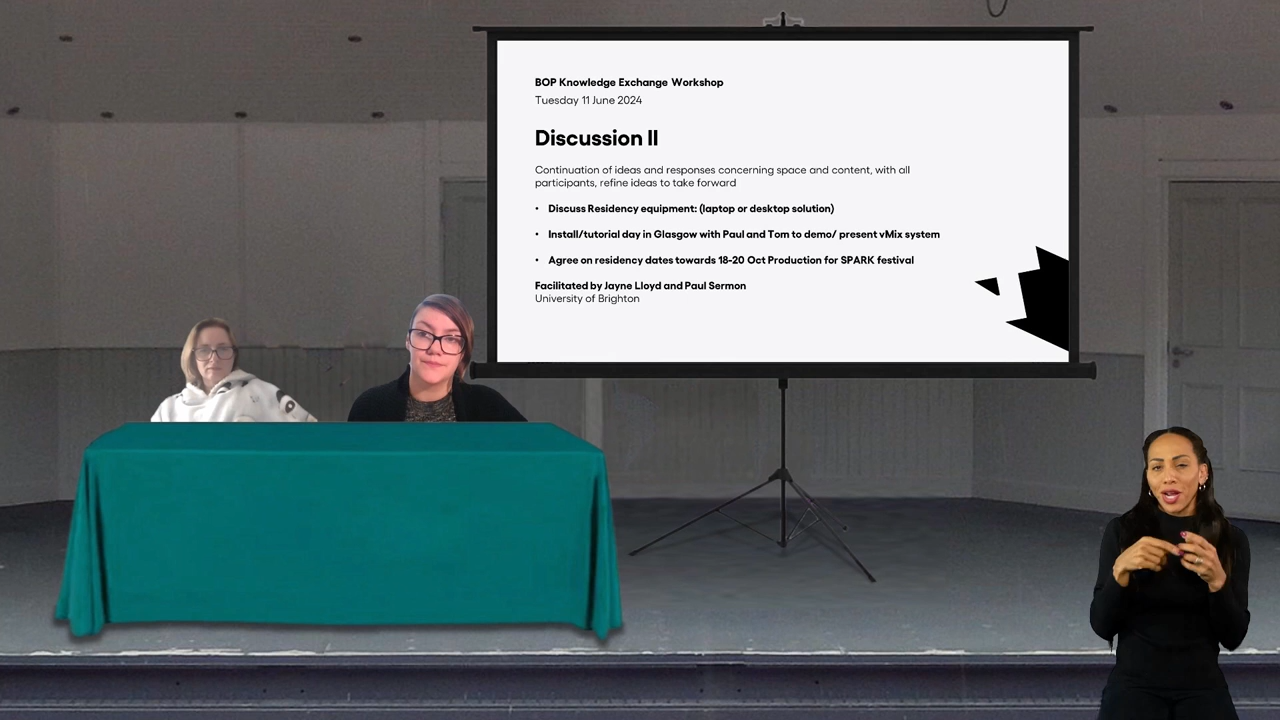 BOP Knowledge Exchange Workshop
Tuesday 11 June 2024
Discussion II
Continuation of ideas and responses concerning space and content, with all
participants, refine ideas to take forward
• Discuss Residency equipment: (laptop or desktop solution)
• Install/tutorial day in Glasgow with Paul and Tom to demo/ present vMix system
• Agree on residency dates towards 18-20 Oct Production for SPARK festival
Facilitated by Jayne Lloyd and Paul Sermon
University of Brighton